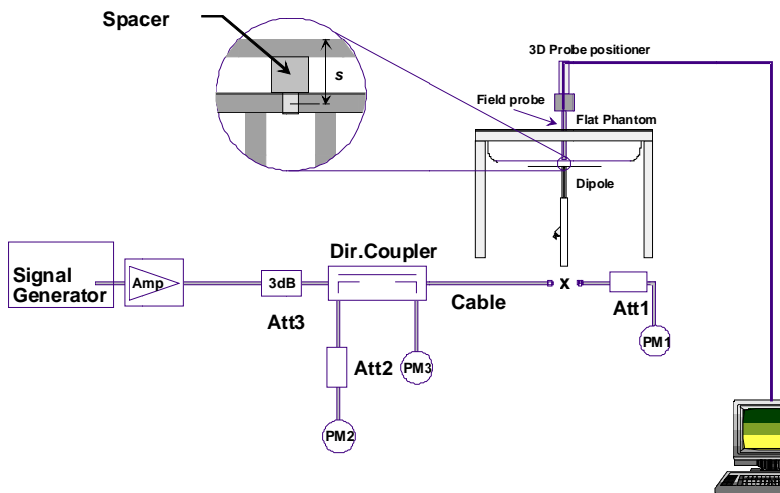 Spacer
s
3D Probe positioner
Field probe
Flat Phantom
Dipole
Signal
Generator
Amp
3dB
Att3
Dir.Coupler
Cable
x
Att1
PM1
Att2
PM3
PM2